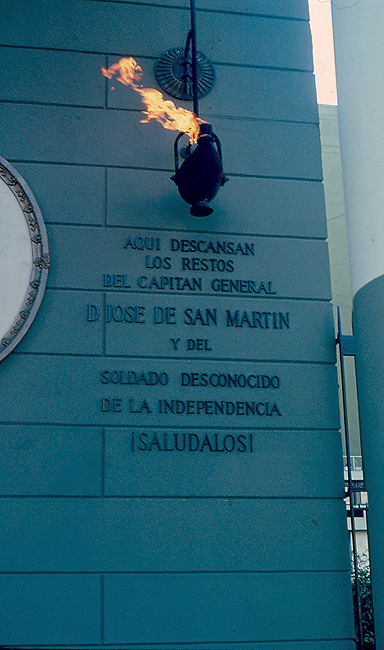 AQUI DESCANSAN
LOS RESTOS
DEL CAPITAN GENERAL
D JOSE DE SAN MARTIN
Y DEL
SOLDADO DESCONOCIDO
DE LA INDEPENDENCIA
¡SALUDALOS!